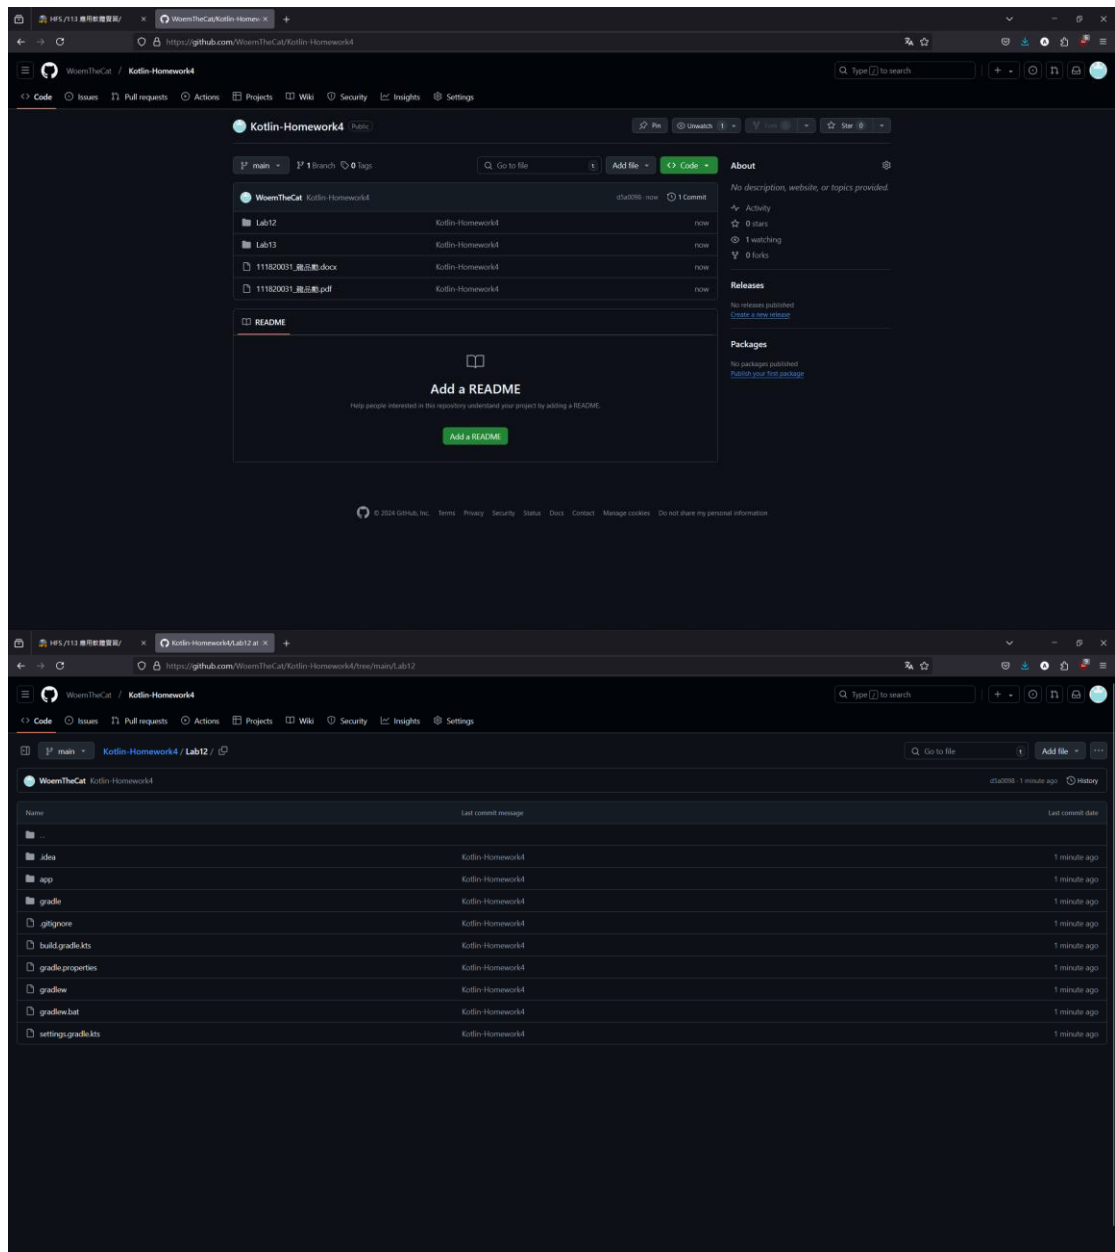 HFS /113 應用軟體實習/
WoemTheCat/Kotlin-Homew
https://github.com/WoemTheCat/Kotlin-Homework4
WoemTheCat / Kotlin-Homework4
Type / to search
Code Issues Pull requests Actions Projects Wiki Security Insights Settings
Kotlin-Homework4 Public
Pin Unwatch 1 Fork 0 Star 0
main 1 Branch 0 Tags Go to file t Add file Code
WoemTheCat Kotlin-Homework4 d5a0098 · now 1 Commit
Lab12 Kotlin-Homework4 now
Lab13 Kotlin-Homework4 now
.docx Kotlin-Homework4 now
.pdf Kotlin-Homework4 now
README
Add a README
Help people interested in this repository understand your project by adding a README.
Add a README
About
No description, website, or topics provided.
Activity
0 stars
1 watching
0 forks
Releases
No releases published
Create a new release
Packages
No packages published
Publish your first package
© 2024 GitHub, Inc. Terms Privacy Security Status Docs Contact Manage cookies Do not share my personal information
HFS /113 應用軟體實習/
Kotlin-Homework4/Lab12 at
https://github.com/WoemTheCat/Kotlin-Homework4/tree/main/Lab12
WoemTheCat / Kotlin-Homework4
Type / to search
Code Issues Pull requests Actions Projects Wiki Security Insights Settings
main Kotlin-Homework4 / Lab12 / Go to file t Add file
WoemTheCat Kotlin-Homework4 d5a0098 · 1 minute ago History
Name Last commit message Last commit date
..
.idea Kotlin-Homework4 1 minute ago
app Kotlin-Homework4 1 minute ago
gradle Kotlin-Homework4 1 minute ago
.gitignore Kotlin-Homework4 1 minute ago
build.gradle.kts Kotlin-Homework4 1 minute ago
gradle.properties Kotlin-Homework4 1 minute ago
gradlew Kotlin-Homework4 1 minute ago
gradlew.bat Kotlin-Homework4 1 minute ago
settings.gradle.kts Kotlin-Homework4 1 minute ago